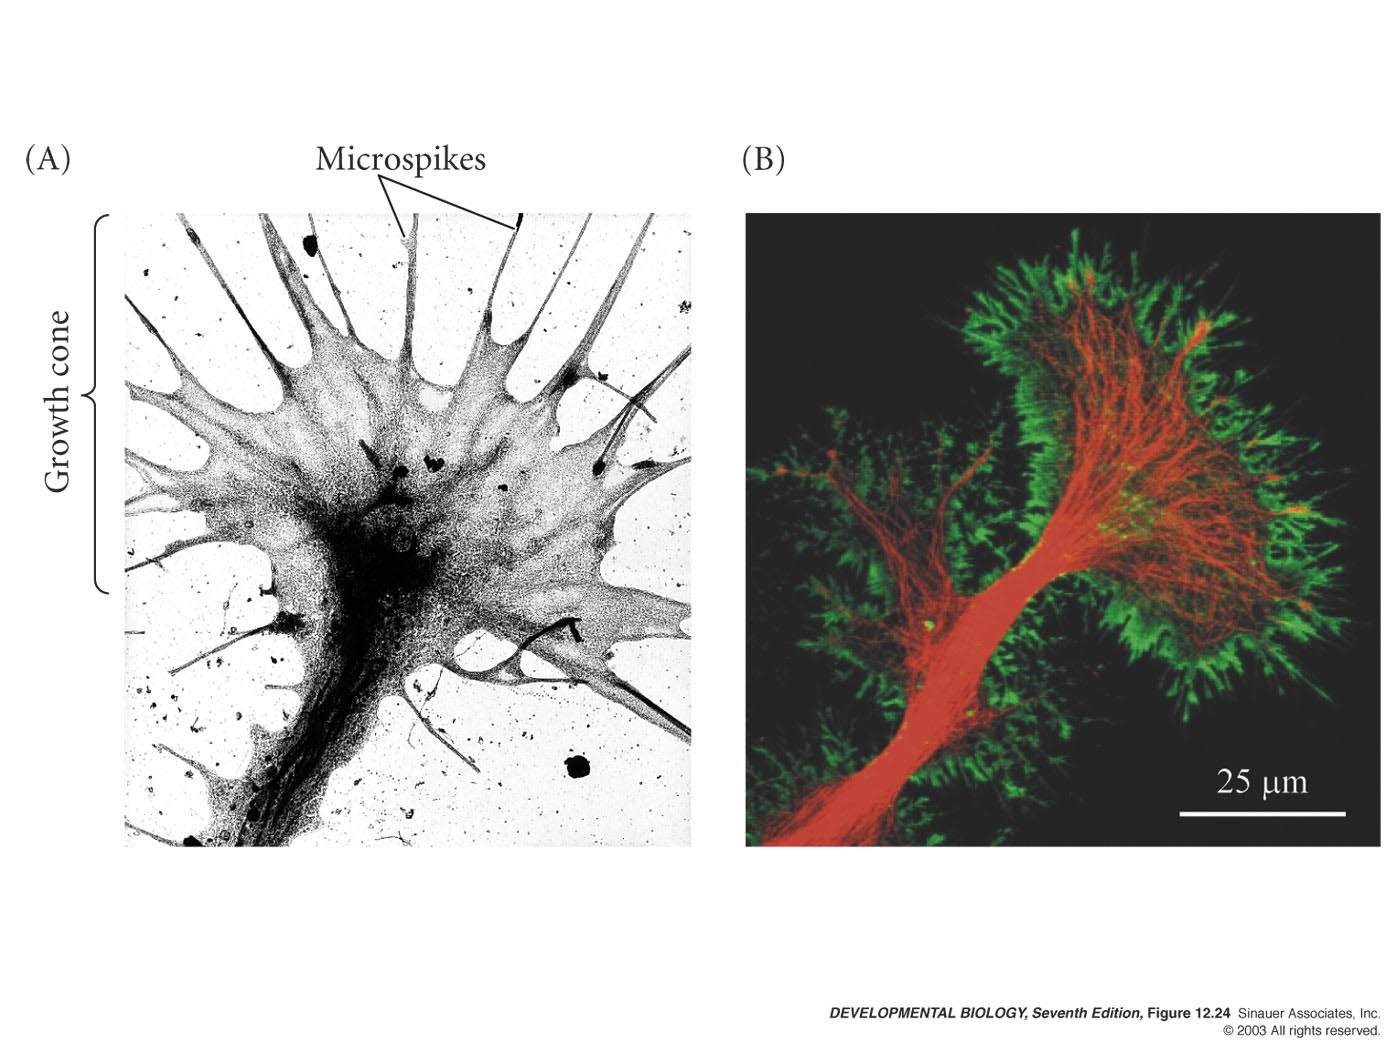 (A)
Microspikes
Growth cone
(B)
25 μm
DEVELOPMENTAL BIOLOGY, Seventh Edition, Figure 12.24 Sinauer Associates, Inc.
© 2003 All rights reserved.